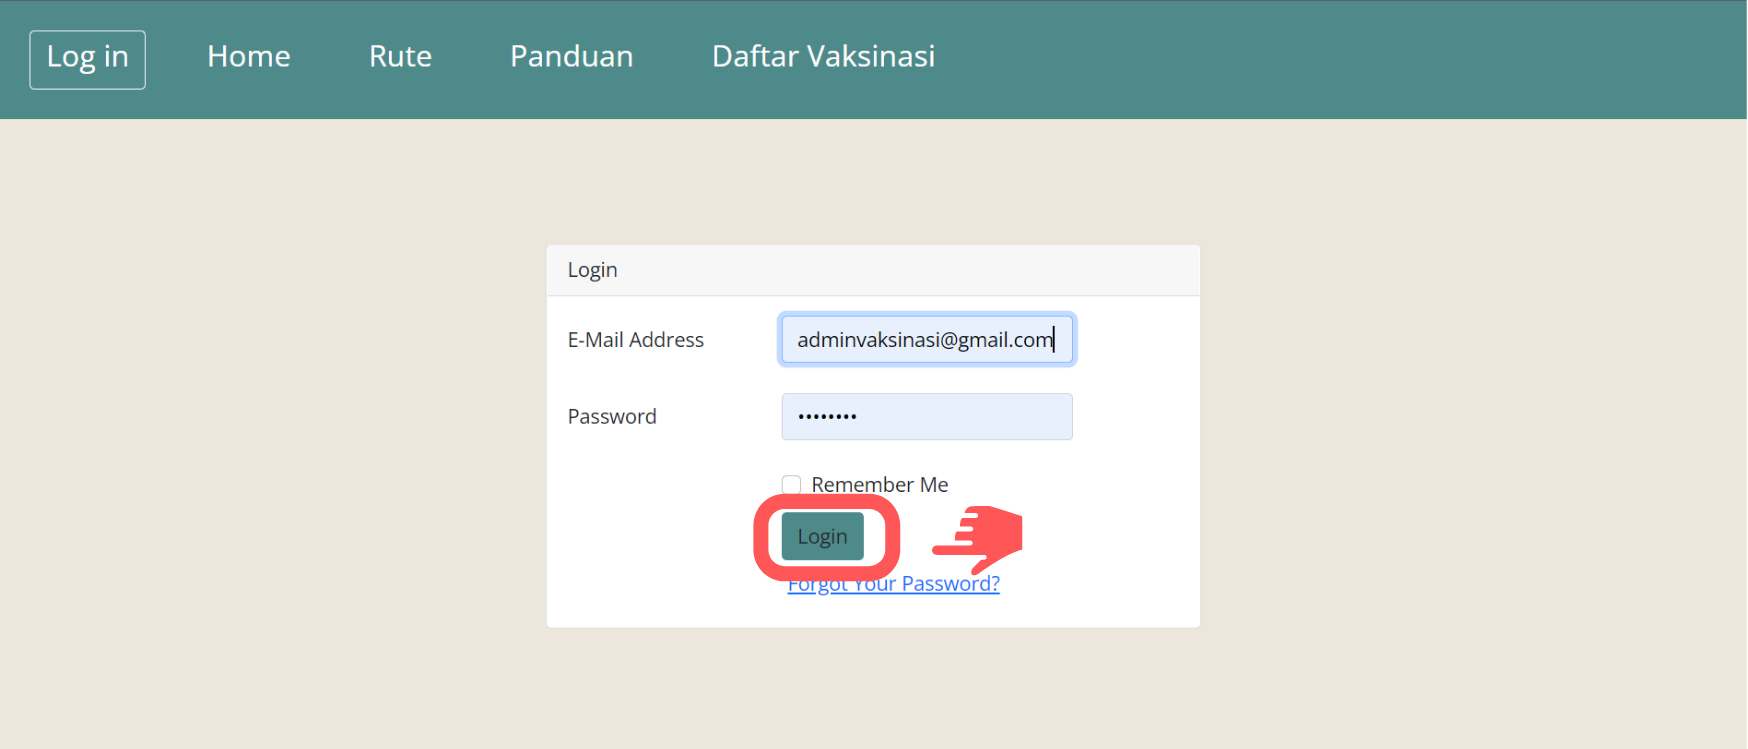 Log in Home Rute Panduan Daftar Vaksinasi
Login
E-Mail Address adminvaksinasi@gmail.com
Password ••••••••
Remember Me
Login
Forgot Your Password?